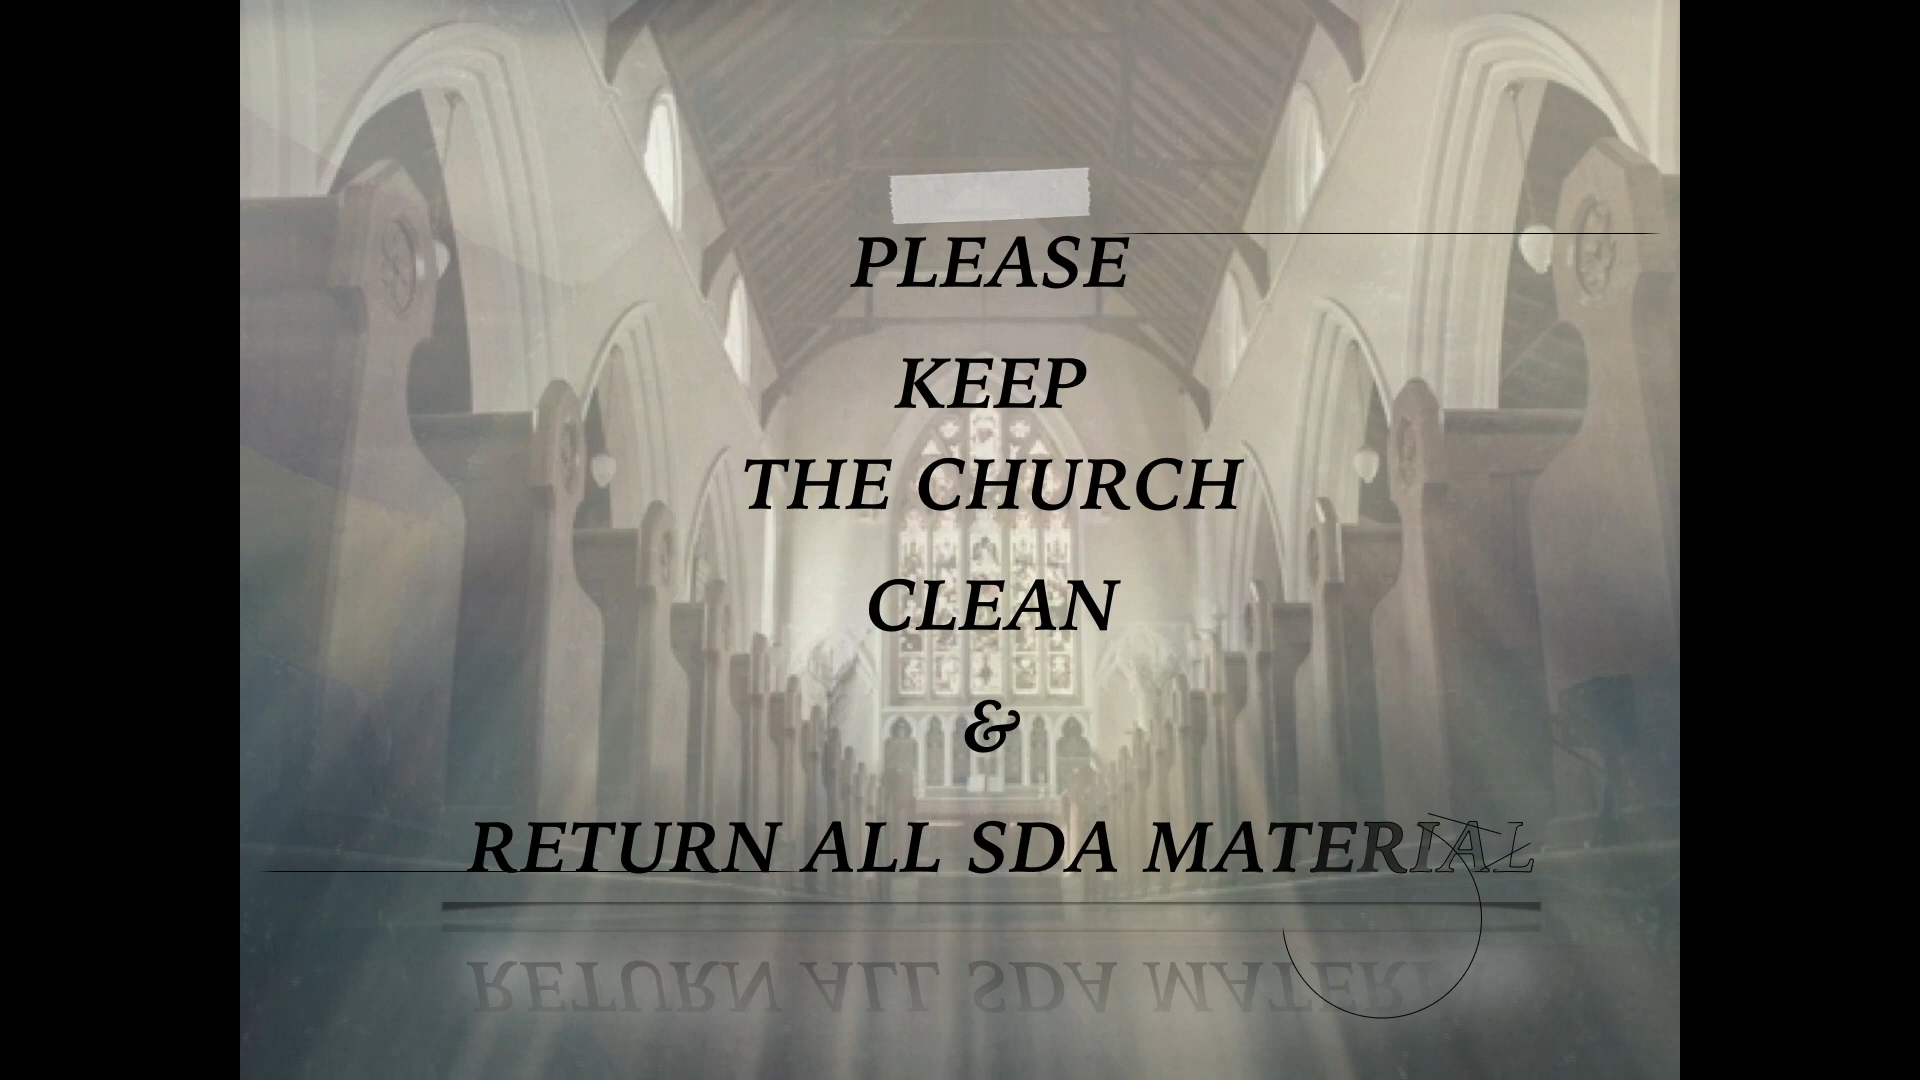 PLEASE
KEEP
THE CHURCH
CLEAN
&
RETURN ALL SDA MATERIAL